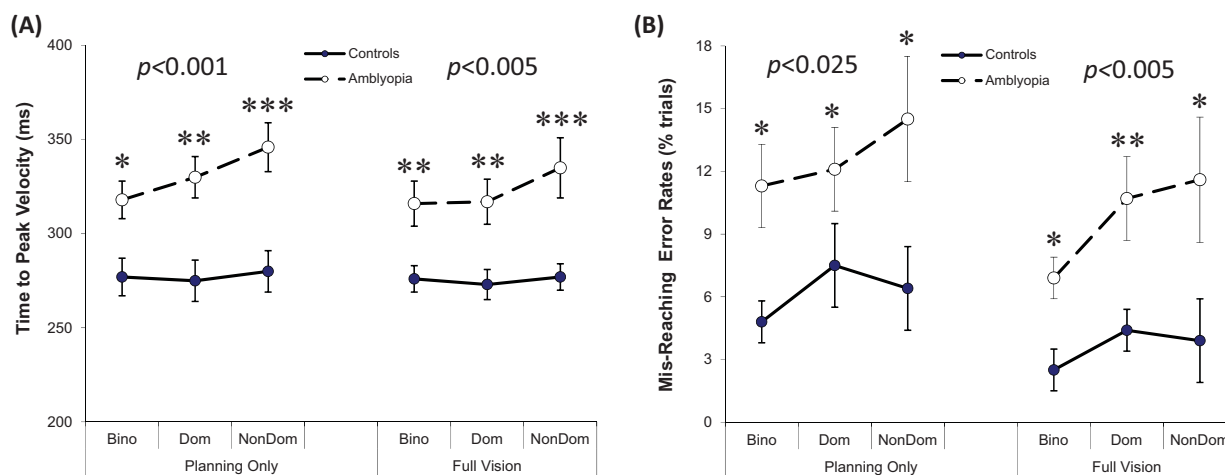 (A)
400
350
300
250
200
Time to Peak Velocity (ms)
p<0.001
p<0.005
Controls
Amblyopia
*
**
***
**
**
***
Bino
Dom
NonDom
Bino
Dom
NonDom
Planning Only
Full Vision
(B)
18
15
12
9
6
3
0
Mis-Reaching Error Rates (% trials)
p<0.025
p<0.005
Controls
Amblyopia
*
*
*
*
**
*
Bino
Dom
NonDom
Bino
Dom
NonDom
Planning Only
Full Vision